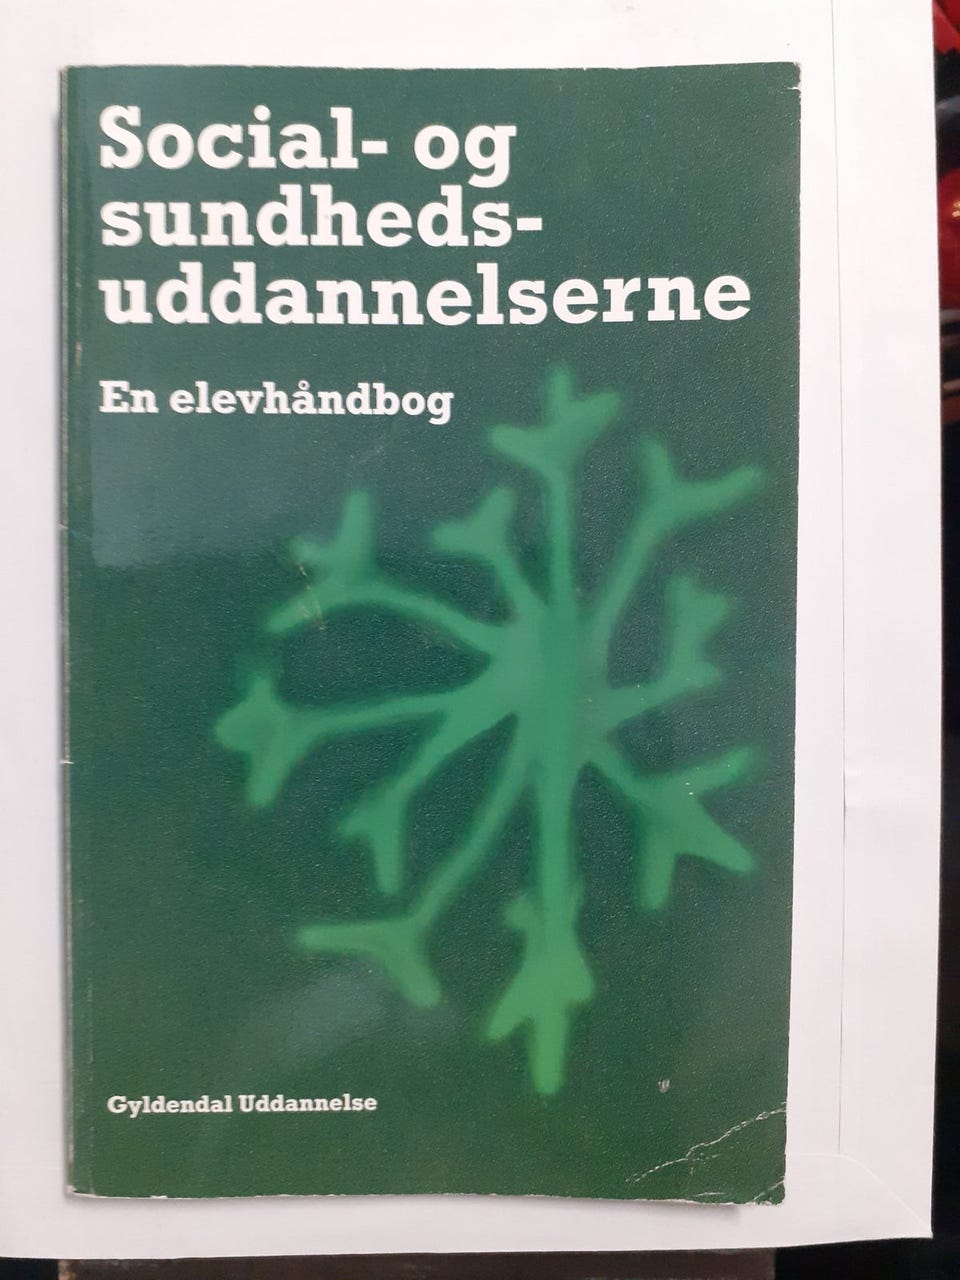 Social- og
sundheds-
uddannelserne
En elevhåndbog
Gyldendal Uddannelse